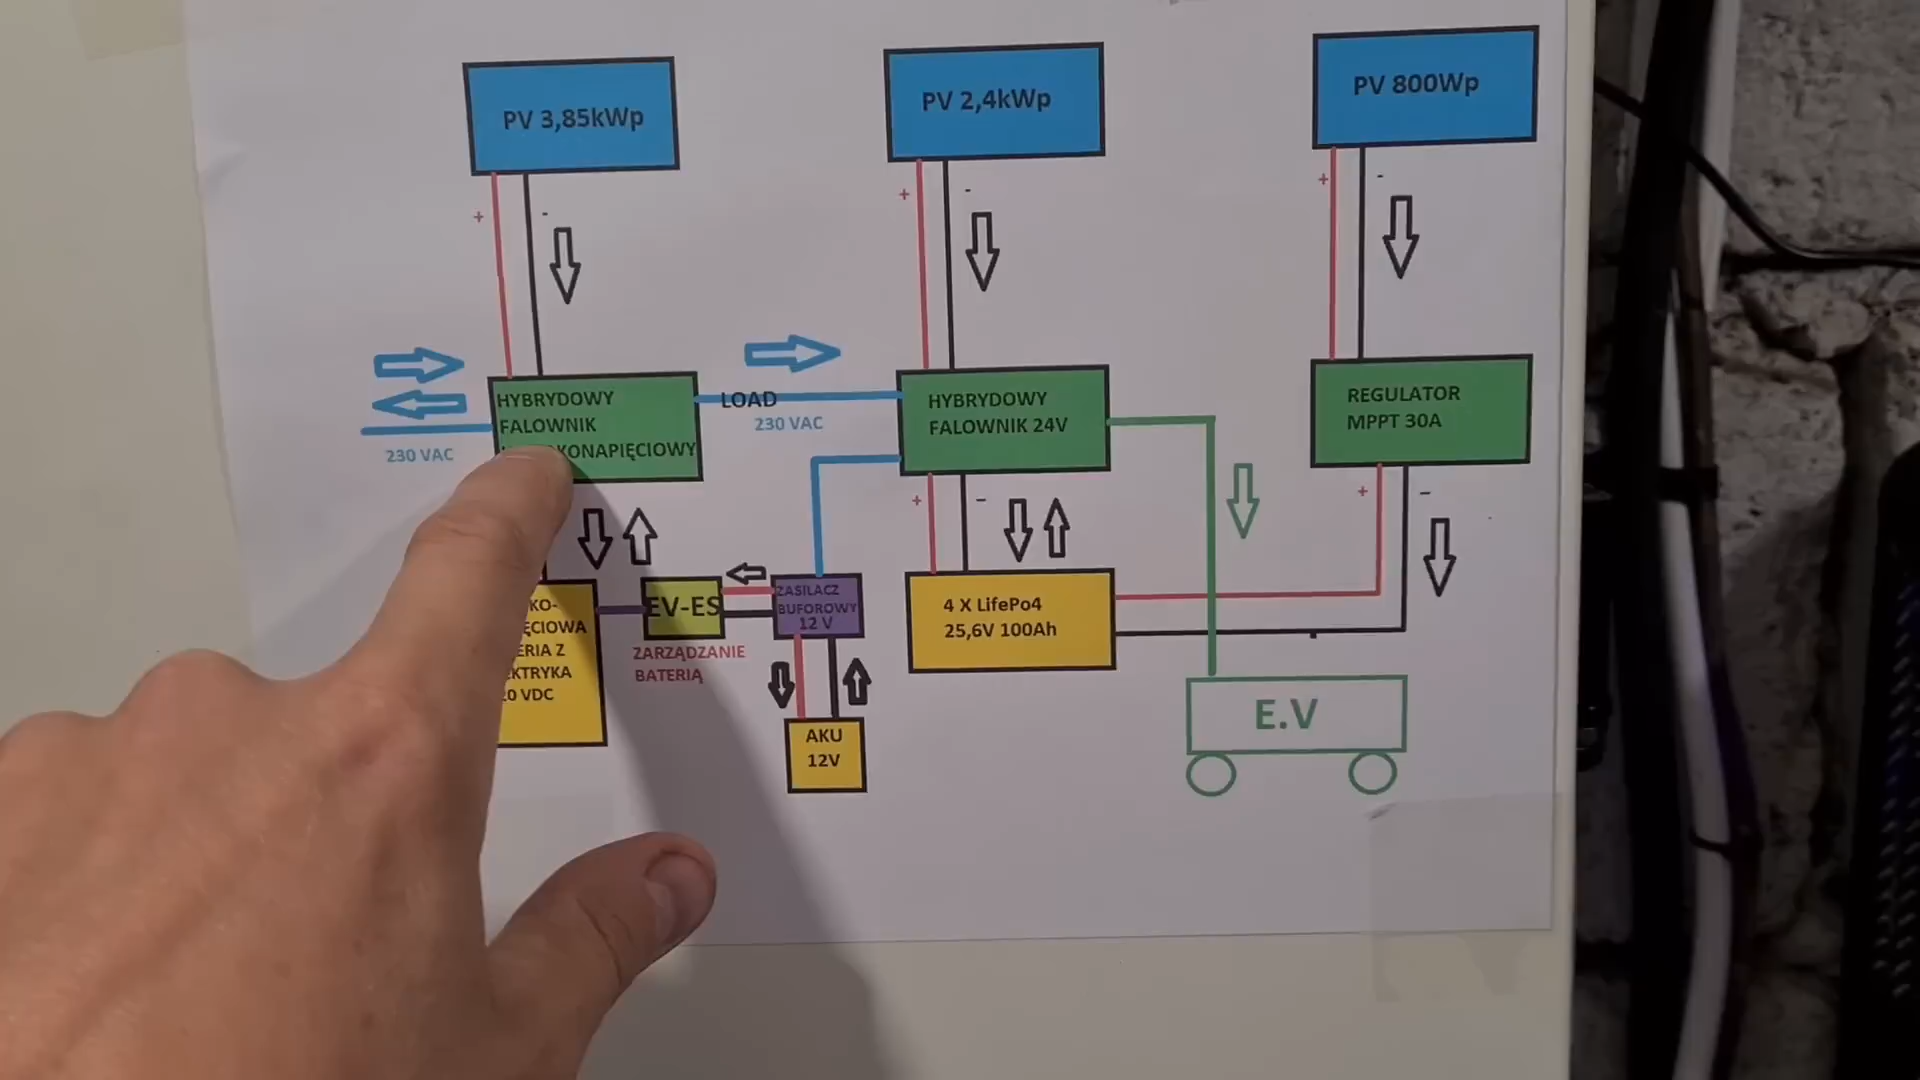 PV 3,85kWp
PV 2,4kWp
PV 800Wp
+
-
+
-
+
-
HYBRYDOWY
FALOWNIK
KONAPIĘCIOWY
230 VAC
LOAD
230 VAC
HYBRYDOWY
FALOWNIK 24V
REGULATOR
MPPT 30A
+
-
+
-
KO-
ĘCIOWA
ERIA Z
EKTRYKA
0 VDC
EV-ES
ZARZĄDZANIE
BATERIĄ
ZASILACZ
BUFOROWY
12 V
AKU
12V
4 X LifePo4
25,6V 100Ah
E.V